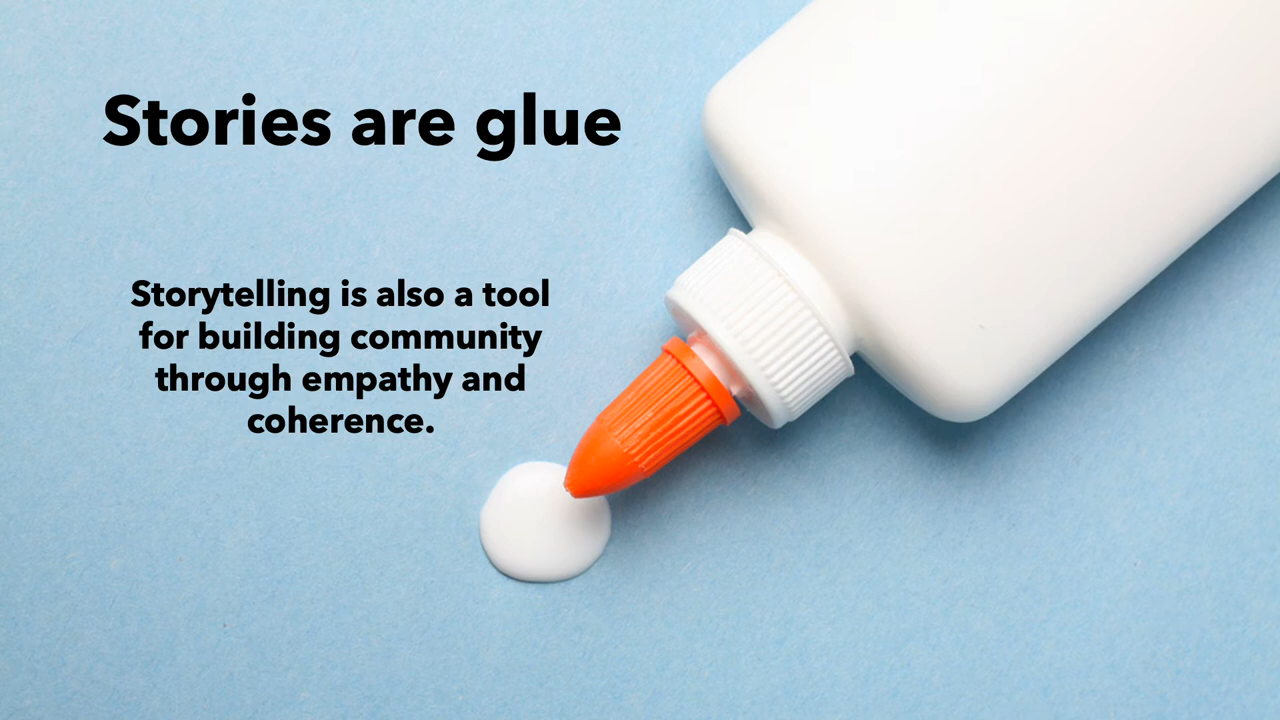 Stories are glue
Storytelling is also a tool
for building community
through empathy and
coherence.